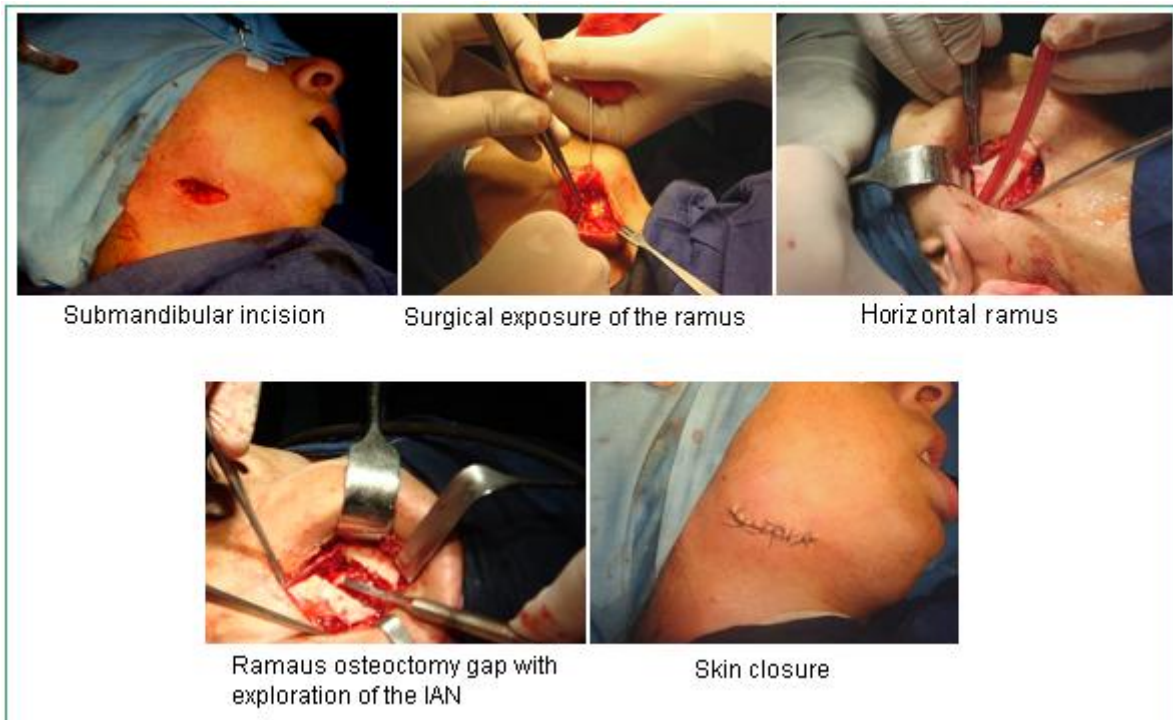 Submandibular incision
Surgical exposure of the ramus
Horizontal ramus
Ramaus osteoctomy gap with
exploration of the IAN
Skin closure